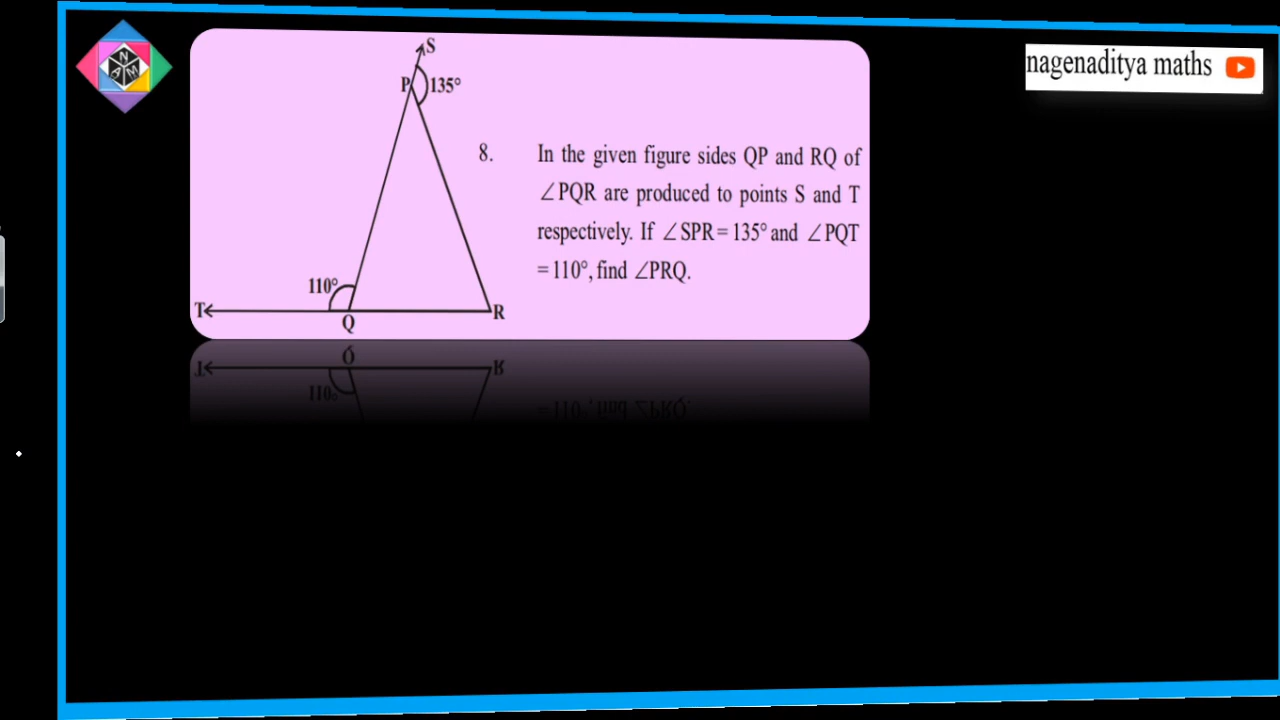 S
P 135°
8. In the given figure sides QP and RQ of
∠PQR are produced to points S and T
respectively. If ∠SPR = 135° and ∠PQT
= 110°, find ∠PRQ.
110°
T Q R
nagenaditya maths
N
A M